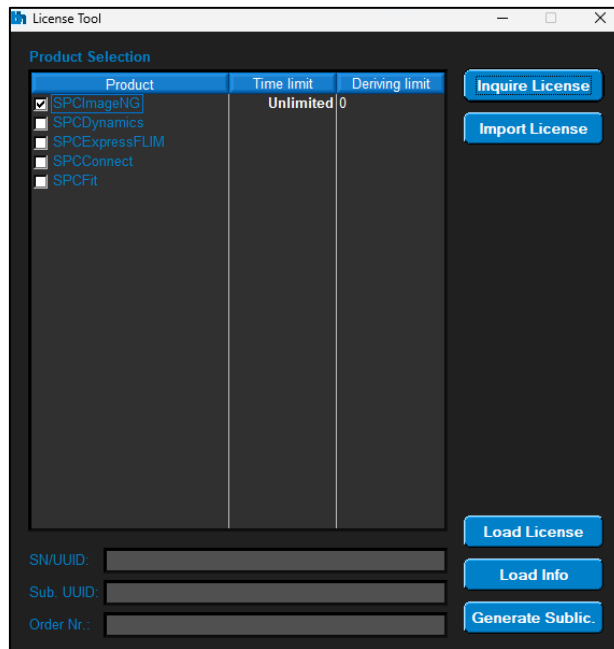 License Tool
Product Selection
Product Time limit Deriving limit
SPCImageNG Unlimited 0
SPCDynamics
SPCExpressFLIM
SPCConnect
SPCFit
Inquire License
Import License
Load License
Load Info
Generate Sublic.
SN/UUID:
Sub. UUID:
Order Nr.: